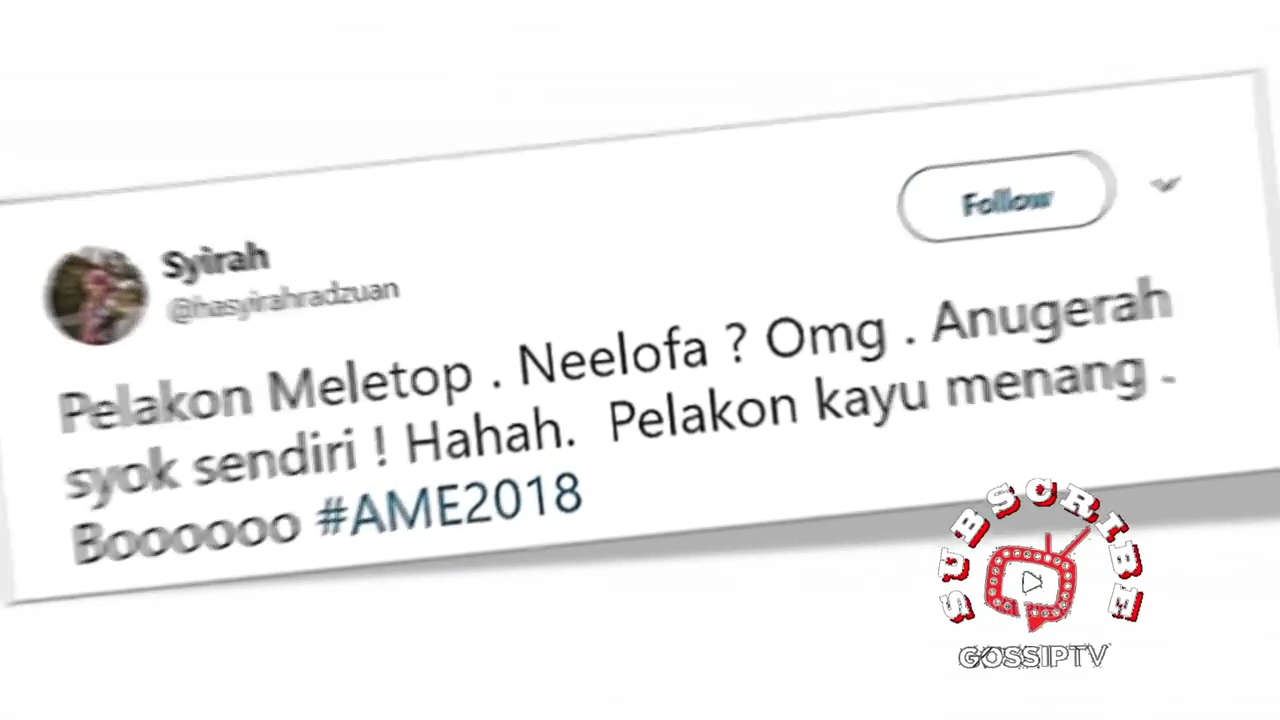 Syirah
@hasyirahradzuan
Follow
Pelakon Meletop . Neelofa ? Omg . Anugerah
syok sendiri ! Hahah. Pelakon kayu menang .
Boooooo #AME2018
SUBSCRIBE
GOSSIPTV